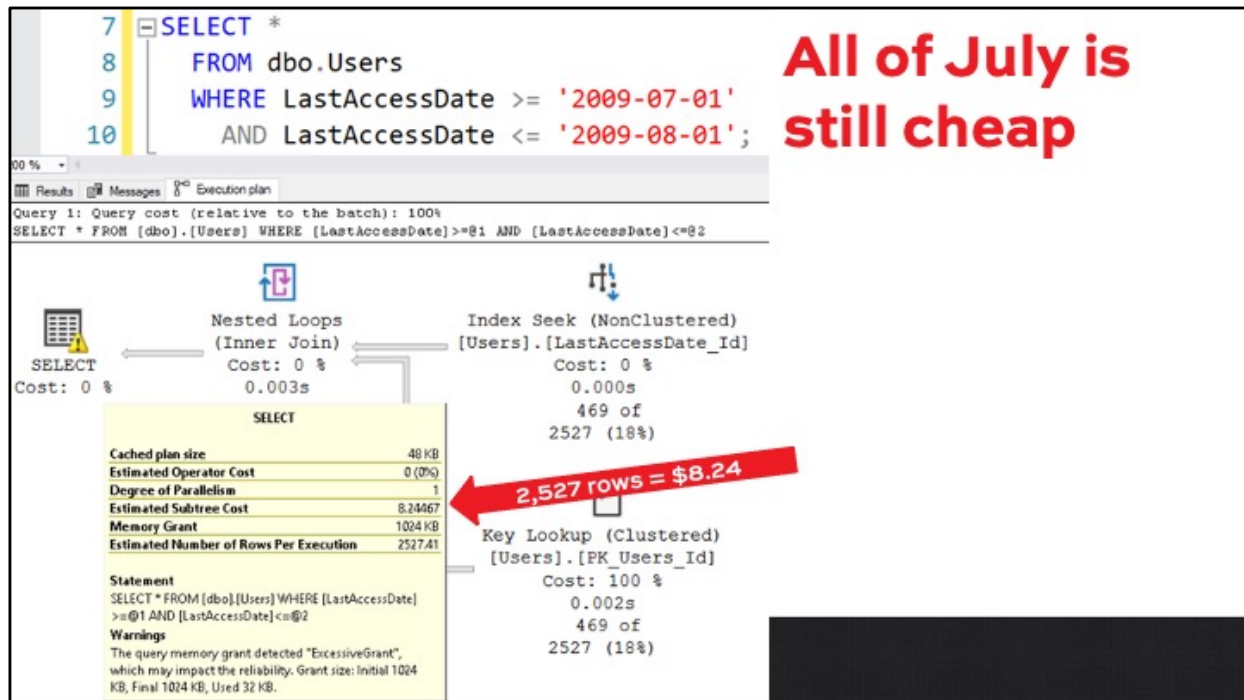 7 SELECT *
8 FROM dbo.Users
9 WHERE LastAccessDate >= '2009-07-01'
10 AND LastAccessDate <= '2009-08-01';
All of July is
still cheap
00 %
Results Messages Execution plan
Query 1: Query cost (relative to the batch): 100%
SELECT * FROM [dbo].[Users] WHERE [LastAccessDate]>=@1 AND [LastAccessDate]<=@2
SELECT
Cost: 0 %
Nested Loops
(Inner Join)
Cost: 0 %
0.003s
Index Seek (NonClustered)
[Users].[LastAccessDate_Id]
Cost: 0 %
0.000s
469 of
2527 (18%)
2,527 rows = $8.24
Key Lookup (Clustered)
[Users].[PK_Users_Id]
Cost: 100 %
0.002s
469 of
2527 (18%)
SELECT
Cached plan size 48 KB
Estimated Operator Cost 0 (0%)
Degree of Parallelism 1
Estimated Subtree Cost 8.24467
Memory Grant 1024 KB
Estimated Number of Rows Per Execution 2527.41
Statement
SELECT * FROM [dbo].[Users] WHERE [LastAccessDate]
>=@1 AND [LastAccessDate]<=@2
Warnings
The query memory grant detected "ExcessiveGrant",
which may impact the reliability. Grant size: Initial 1024
KB, Final 1024 KB, Used 32 KB.